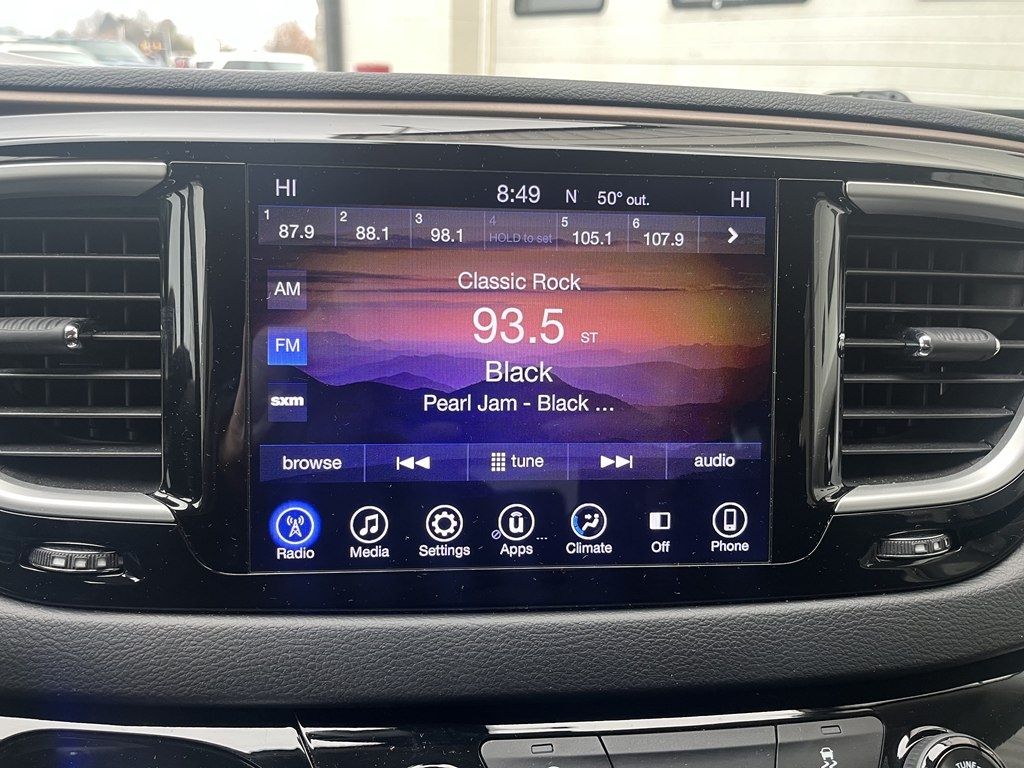 HI 8:49 N 50° out. HI
1 87.9 2 88.1 3 98.1 4 HOLD to set 5 105.1 6 107.9
Classic Rock
AM
93.5 ST
FM
Black
sxm
Pearl Jam - Black ...
browse tune audio
Radio Media Settings Apps ... Climate Off Phone
TUNE